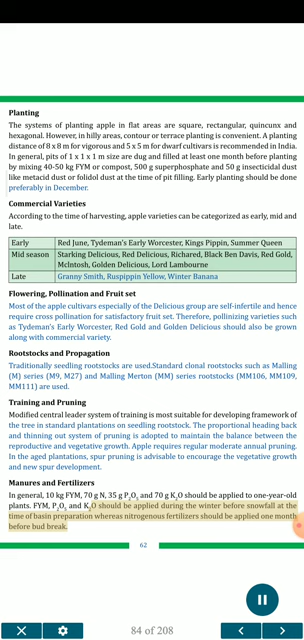 Planting
The systems of planting apple in flat areas are square, rectangular, quincunx and
hexagonal. However, in hilly areas, contour or terrace planting is convenient. A planting
distance of 8 x 8 m for vigorous and 5 x 5 m for dwarf cultivars is recommended in India.
In general, pits of 1 x 1 x 1 m size are dug and filled at least one month before planting
by mixing 40-50 kg FYM or compost, 500 g superphosphate and 50 g insecticidal dust
like metacid dust or folidol dust at the time of pit filling. Early planting should be done
preferably in December.
Commercial Varieties
According to the time of harvesting, apple varieties can be categorized as early, mid and
late.
Early Red June, Tydeman's Early Worcester, Kings Pippin, Summer Queen
Mid season Starking Delicious, Red Delicious, Richared, Black Ben Davis, Red Gold,
McIntosh, Golden Delicious, Lord Lambourne
Late Granny Smith, Ruspippin Yellow, Winter Banana
Flowering, Pollination and Fruit set
Most of the apple cultivars especially of the Delicious group are self-infertile and hence
require cross pollination for satisfactory fruit set. Therefore, pollinizing varieties such
as Tydeman's Early Worcester, Red Gold and Golden Delicious should also be grown
along with commercial variety.
Rootstocks and Propagation
Traditionally seedling rootstocks are used.Standard clonal rootstocks such as Malling
(M) series (M9, M27) and Malling Merton (MM) series rootstocks (MM106, MM109,
MM111) are used.
Training and Pruning
Modified central leader system of training is most suitable for developing framework of
the tree in standard plantations on seedling rootstock. The proportional heading back
and thinning out system of pruning is adopted to maintain the balance between the
reproductive and vegetative growth. Apple requires regular moderate annual pruning.
In the aged plantations, spur pruning is advisable to encourage the vegetative growth
and new spur development.
Manures and Fertilizers
In general, 10 kg FYM, 70 g N, 35 g P₂O₅ and 70 g K₂O should be applied to one-year-old
plants. FYM, P₂O₅ and K₂O should be applied during the winter before snowfall at the
time of basin preparation whereas nitrogenous fertilizers should be applied one month
before bud break.
62
84 of 208